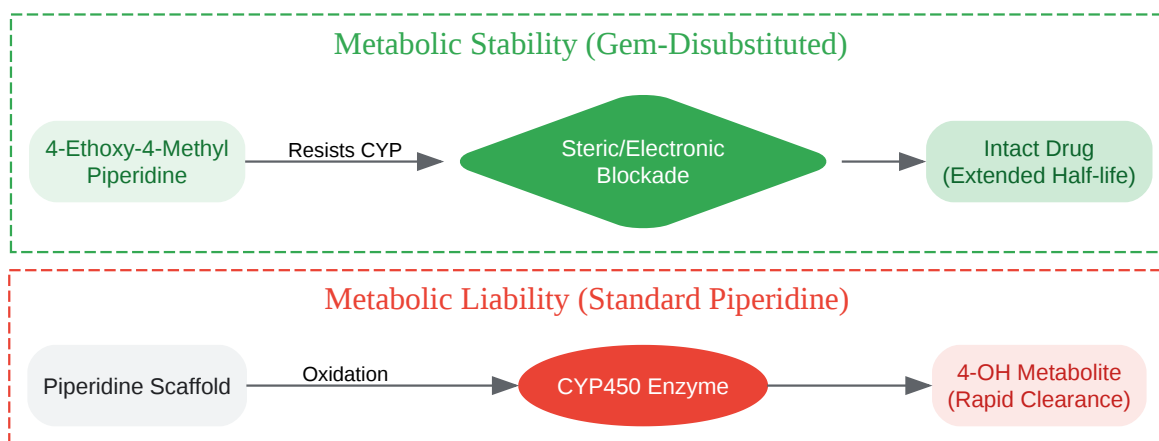 Metabolic Stability (Gem-Disubstituted)
4-Ethoxy-4-Methyl
Piperidine
Resists CYP
Steric/Electronic
Blockade
Intact Drug
(Extended Half-life)
Metabolic Liability (Standard Piperidine)
Piperidine Scaffold
Oxidation
CYP450 Enzyme
4-OH Metabolite
(Rapid Clearance)